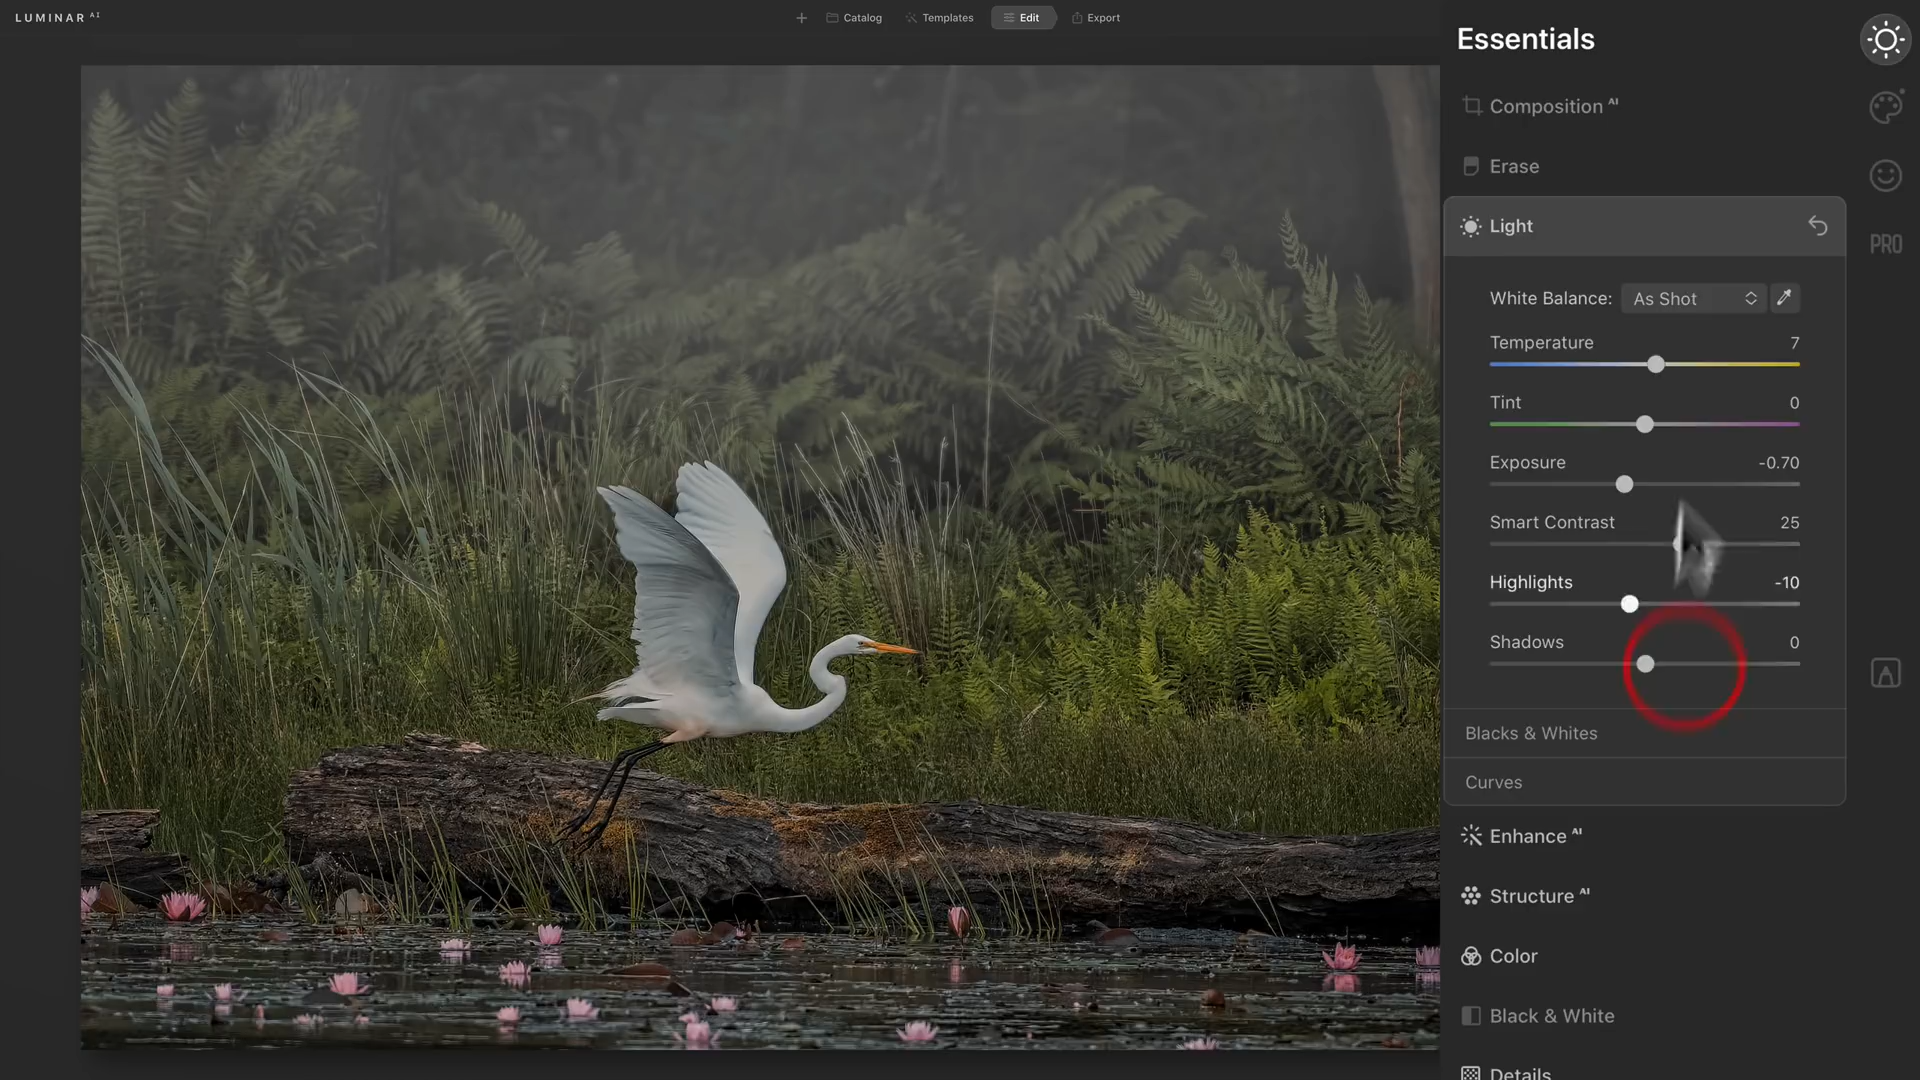 LUMINAR AI
Catalog
Templates
Edit
Export
Essentials
Composition AI
Erase
Light
PRO
White Balance: As Shot
Temperature 7
Tint 0
Exposure -0.70
Smart Contrast 25
Highlights -10
Shadows 0
Blacks & Whites
Curves
Enhance AI
Structure AI
Color
Black & White
Details